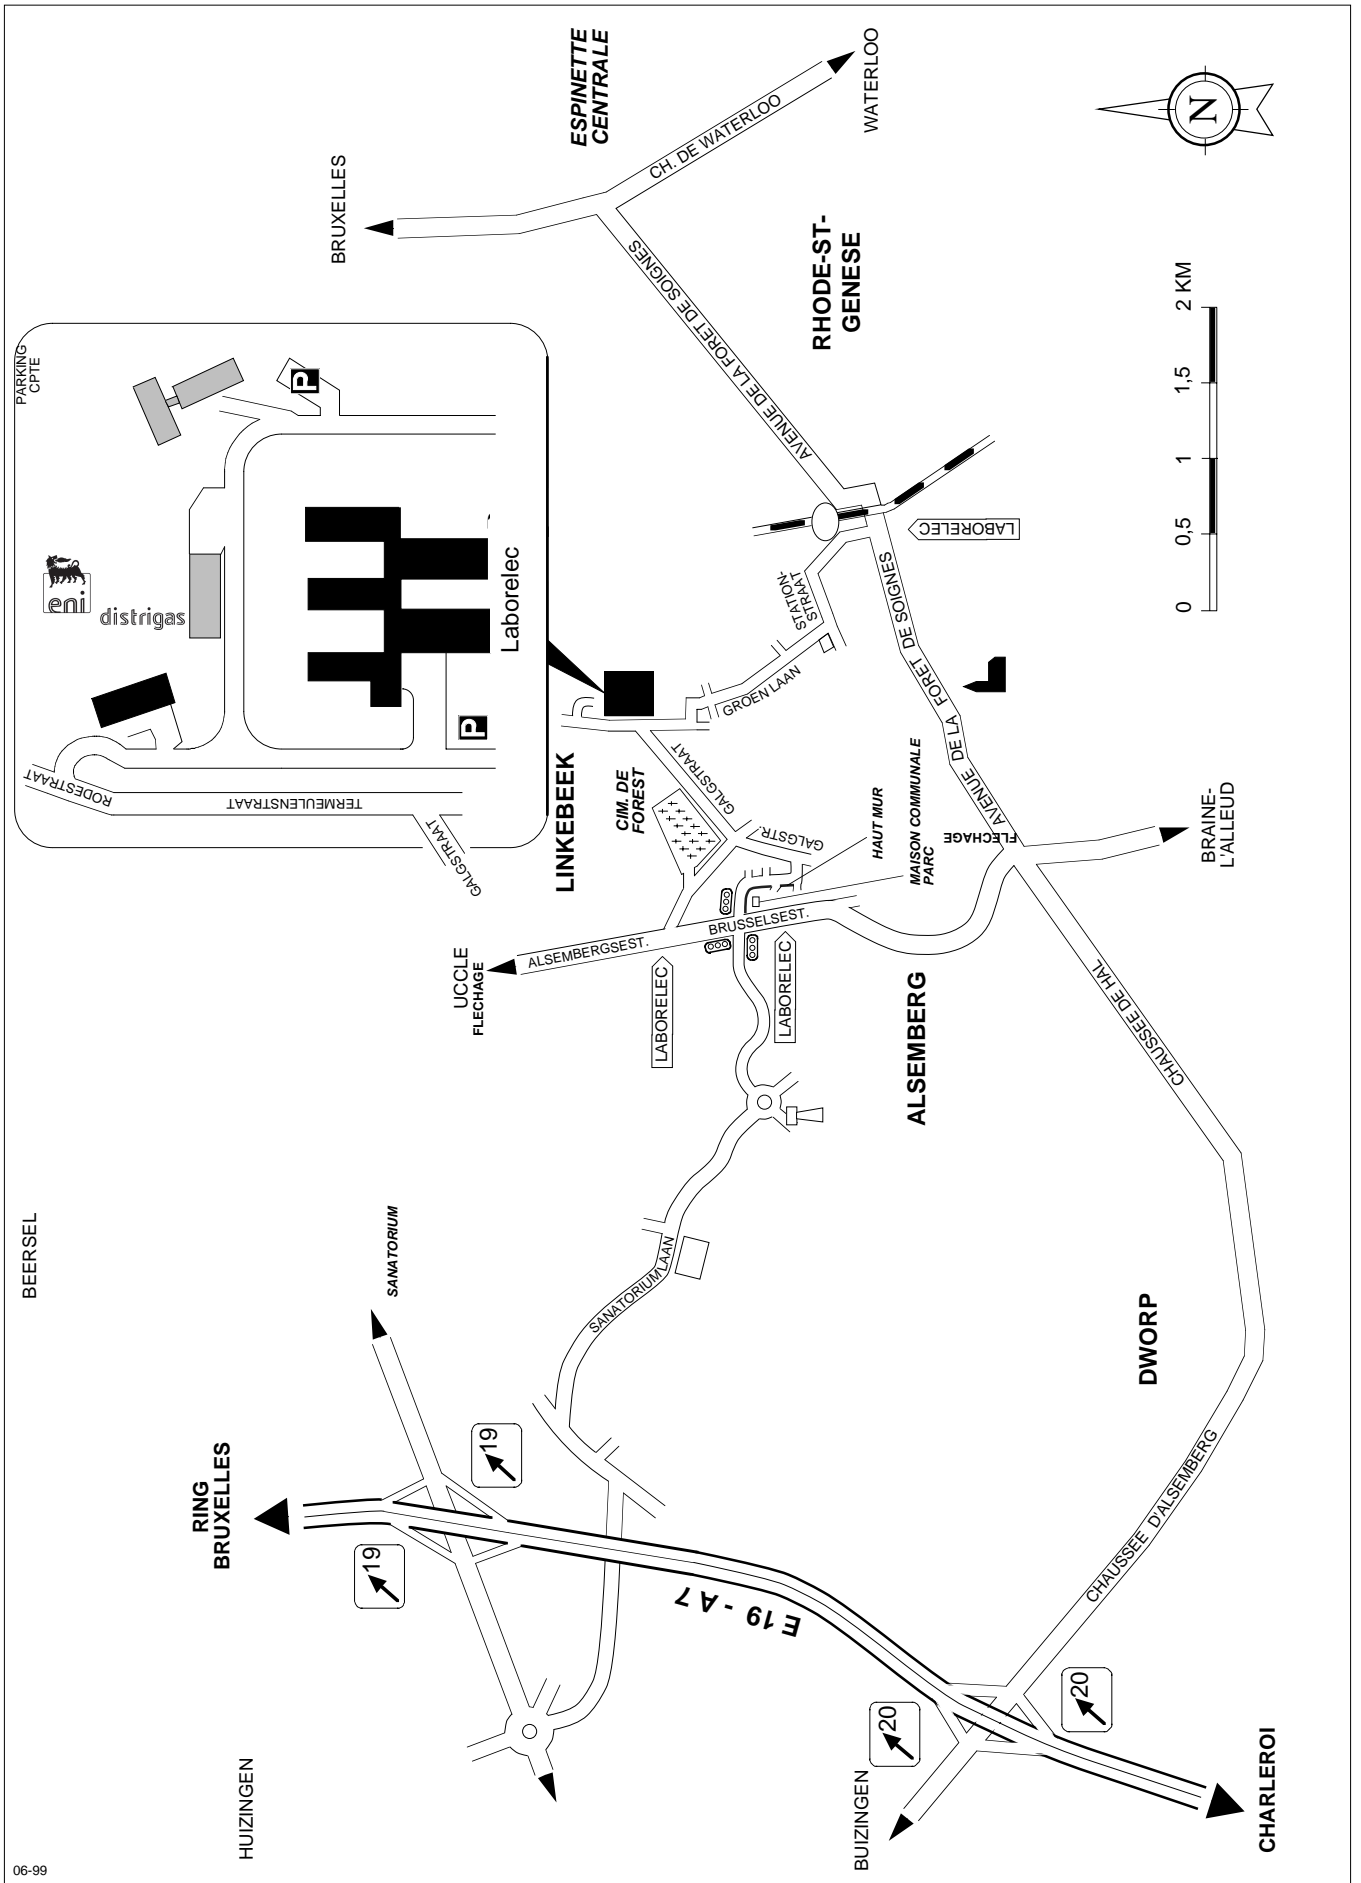 BEERSEL
PARKING
CPTE
eni
distrigas
RODESTRAAT
TERMEULENSTRAAT
GALGSTRAAT
P
P
Laborelec
BRUXELLES
ESPINETTE
CENTRALE
WATERLOO
CH. DE WATERLOO
N
AVENUE DE LA FORET DE SOIGNES
RHODE-ST-
GENESE
RING
BRUXELLES
SANATORIUM
19
19
UCCLE
FLECHAGE
ALSEMBERGSEST.
BRUSSELSEST.
LINKEBEEK
CIM. DE
FOREST
GALGSTRAAT
GALGSTR.
GROEN LAAN
STATION-
STRAAT
LABORELEC
LABORELEC
LABORELEC
HAUT MUR
MAISON COMMUNALE
PARC
FLECHAGE
AVENUE DE LA FORET DE SOIGNES
SANATORIUMLAAN
ALSEMBERG
HUIZINGEN
E 19 - A 7
BUIZINGEN
20
20
CHARLEROI
CHAUSSEE D'ALSEMBERG
DWORP
CHAUSSEE DE HAL
BRAINE-
L'ALLEUD
0 0,5 1 1,5 2 KM
06-99